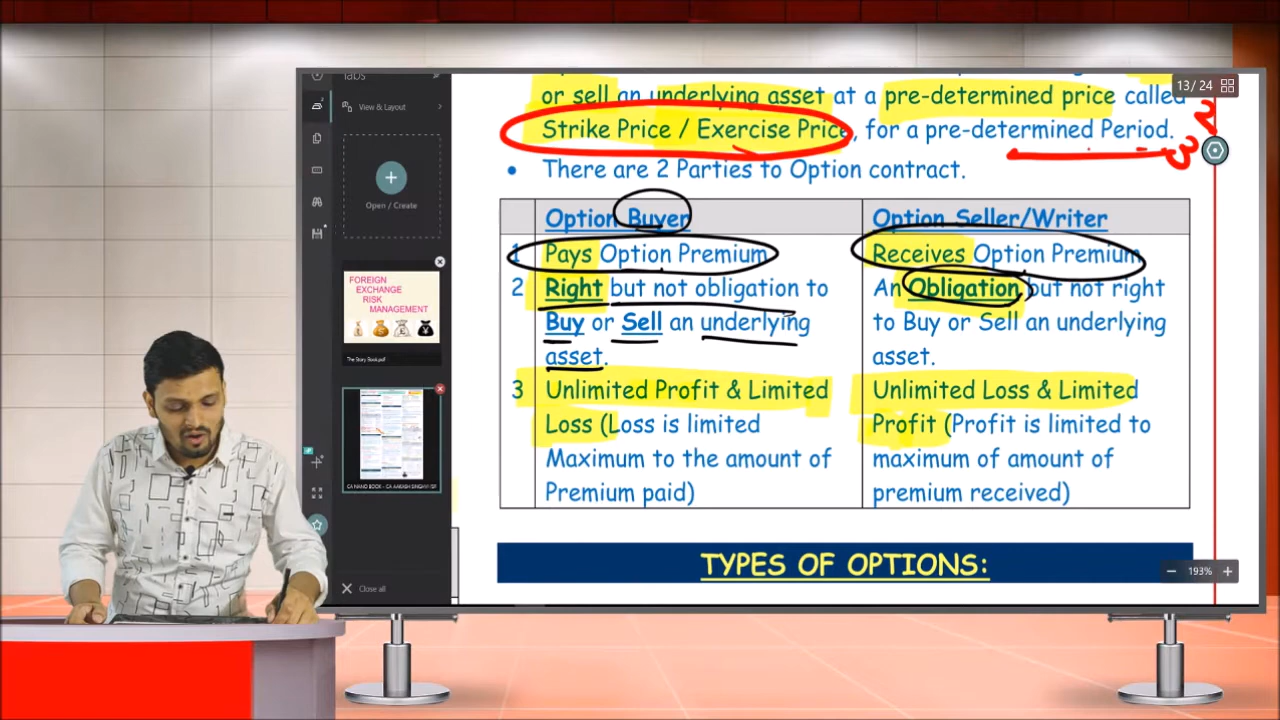 Tabs
View & Layout
Open / Create
FOREIGN
EXCHANGE
RISK
MANAGEMENT
The Story Book.pdf
Close all
13/24
or sell an underlying asset at a pre-determined price called
Strike Price / Exercise Price, for a pre-determined Period.
• There are 2 Parties to Option contract.
Option Buyer
Option Seller/Writer
1 Pays Option Premium
Receives Option Premium
2 Right but not obligation to
Buy or Sell an underlying
asset.
An Obligation but not right
to Buy or Sell an underlying
asset.
3 Unlimited Profit & Limited
Loss (Loss is limited
Maximum to the amount of
Premium paid)
Unlimited Loss & Limited
Profit (Profit is limited to
maximum of amount of
premium received)
TYPES OF OPTIONS:
193%